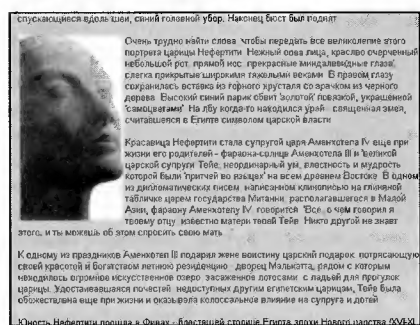 спускающиеся вдоль шеи, синий головной убор. Наконец бюст был поднят
Очень трудно найти слова, чтобы передать все великолепие этого
портрета царицы Нефертити. Нежный овал лица, красиво очерченный
небольшой рот, прямой нос, прекрасные миндалевидные глаза,
слегка прикрытые широкими тяжелыми веками. В правом глазу
сохранилась вставка из горного хрусталя со зрачком из черного
дерева. Высокий синий парик обвит золотой повязкой, украшенной
самоцветами. На лбу когда-то находился урей - священная змея,
считавшаяся в Египте символом царской власти
Красавица Нефертити стала супругой царя Аменхотепа IV еще при
жизни его родителей - фараона-солнца Аменхотепа III и "великой
царской супруги" Тейе, неординарный ум, властность и мудрость
которой были "притчей во языцех" на всем древнем Востоке. В одном
из дипломатических писем, написанном клинописью на глиняной
табличке царем государства Митанни, располагавшегося в Малой
Азии, фараону Аменхотепу IV, говорится "Все, о чем говорил я
твоему отцу, известно матери твоей Тейе. Никто другой не знает
этого, и ты можешь об этом спросить свою мать
К одному из праздников Аменхотеп III подарил жене воистину царский подарок: потрясающую
своей красотой и богатством летнюю резиденцию - дворец Малькатта, рядом с которым
находилось огромное искусственное озеро, засаженное лотосами, с ладьей для прогулок
царицы. Удостаивавшаяся почестей, недоступных другим египетским царицам, Тейе была
обожествлена еще при жизни и оказывала колоссальное влияние на супруга и детей
Юность Нефертити прошла в Фивах - блестящей столице Египта эпохи Нового царства (XVI-I